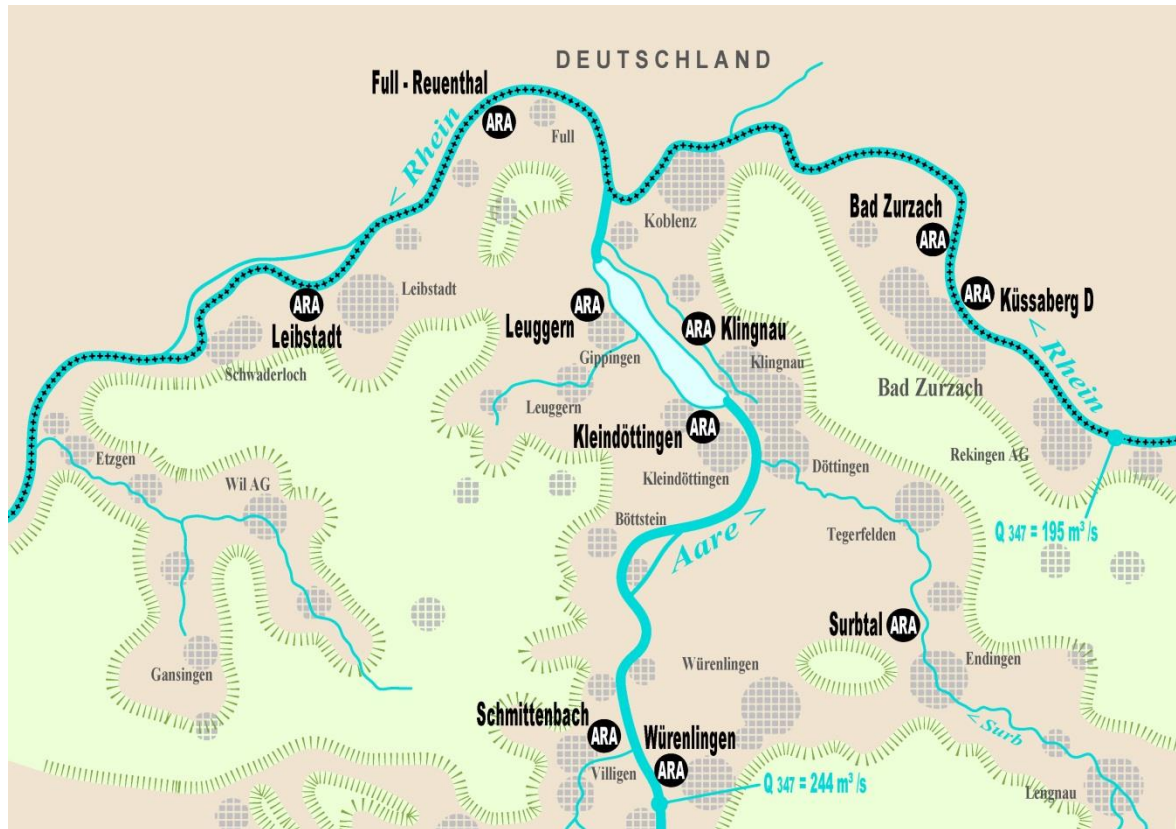 DEUTSCHLAND
Full - Reuenthal
ARA
Full
< Rhein
Koblenz
Bad Zurzach
ARA
ARA
Küssaberg D
< Rhein
Leibstadt
ARA
Leibstadt
ARA
Leuggern
ARA
Klingnau
Gippingen
Klingnau
Schwaderloch
Leuggern
Bad Zurzach
ARA
Kleindöttingen
Etzgen
Kleindöttingen
Döttingen
Rekingen AG
Wil AG
Böttstein
Aare >
Tegerfelden
Q 347 = 195 m³/s
Surbtal
ARA
Gansingen
Würenlingen
Endingen
Schmittenbach
ARA
Würenlingen
ARA
< Surb
Villigen
Q 347 = 244 m³/s
Lengnau